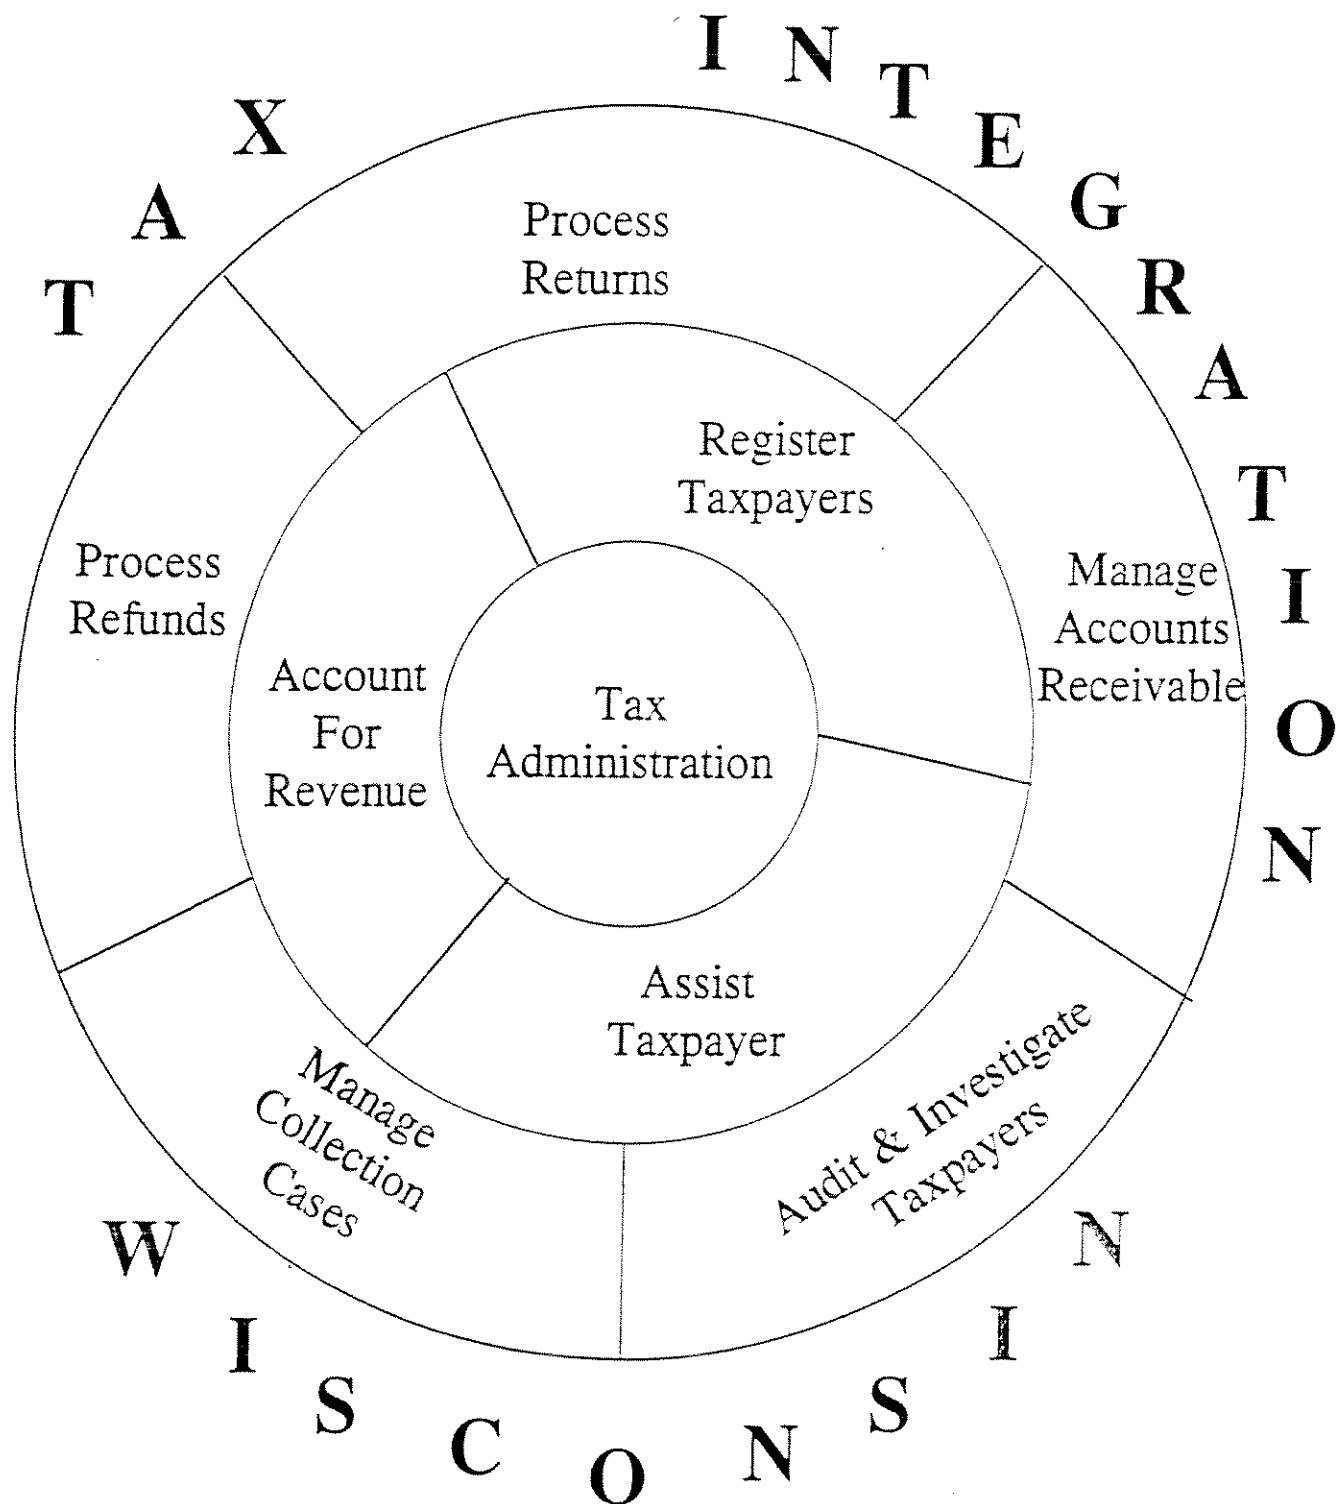 TAX INTEGRATION
Process
Returns
Register
Taxpayers
Process
Refunds
Manage
Accounts
Receivable
Account
For
Revenue
Tax
Administration
Assist
Taxpayer
Manage
Collection
Cases
Audit & Investigate
Taxpayers
WISCONSIN